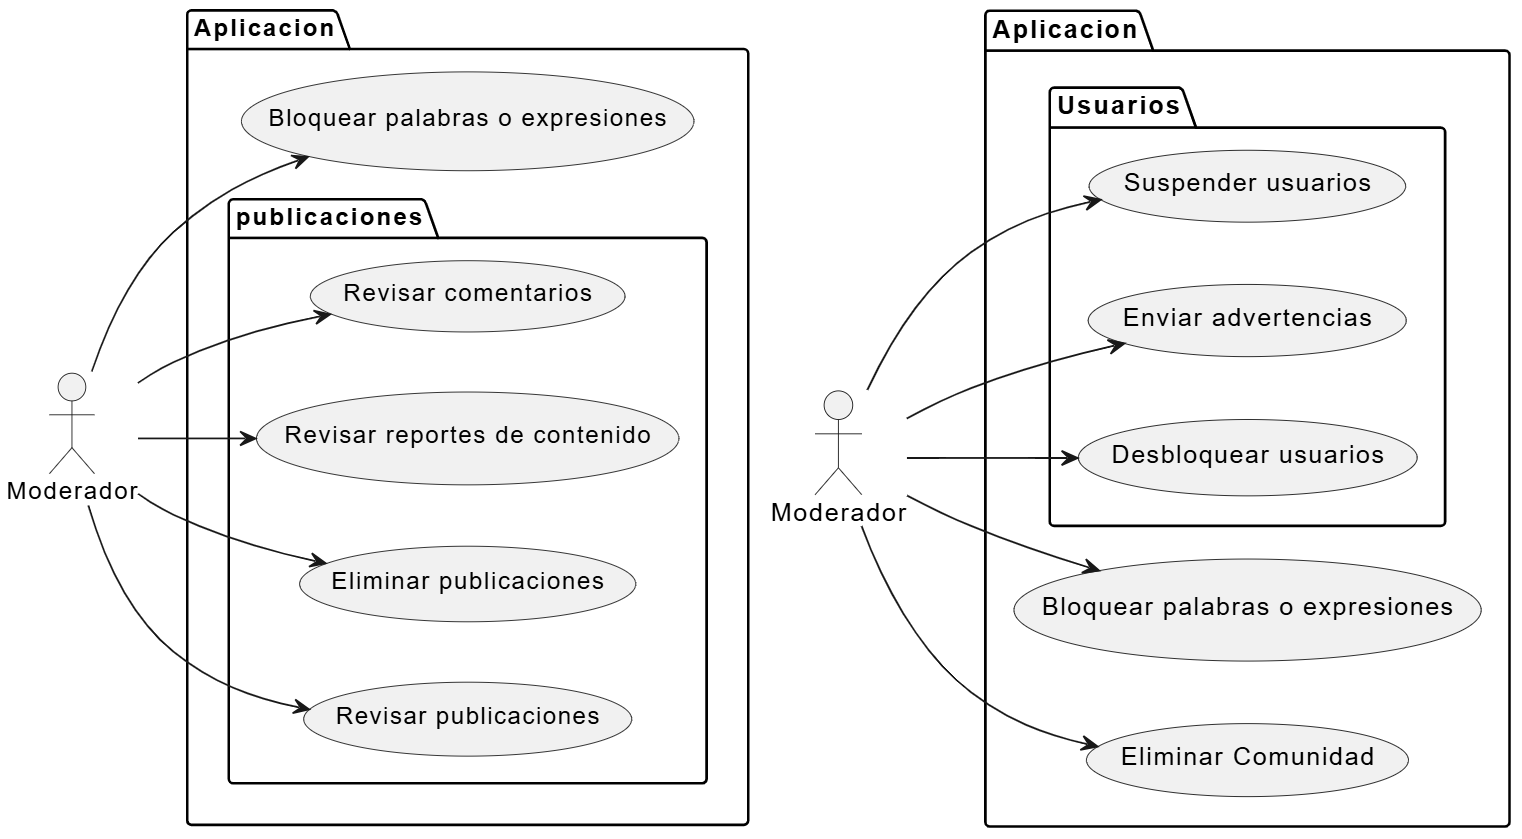 Aplicacion
Bloquear palabras o expresiones
publicaciones
Revisar comentarios
Revisar reportes de contenido
Moderador
Eliminar publicaciones
Revisar publicaciones
Aplicacion
Usuarios
Suspender usuarios
Enviar advertencias
Desbloquear usuarios
Moderador
Bloquear palabras o expresiones
Eliminar Comunidad